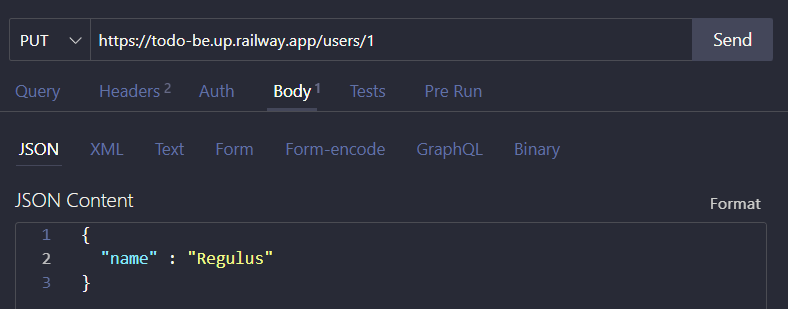 PUT https://todo-be.up.railway.app/users/1 Send
Query Headers 2 Auth Body 1 Tests Pre Run
JSON XML Text Form Form-encode GraphQL Binary
JSON Content Format
1 {
2 "name" : "Regulus"
3 }